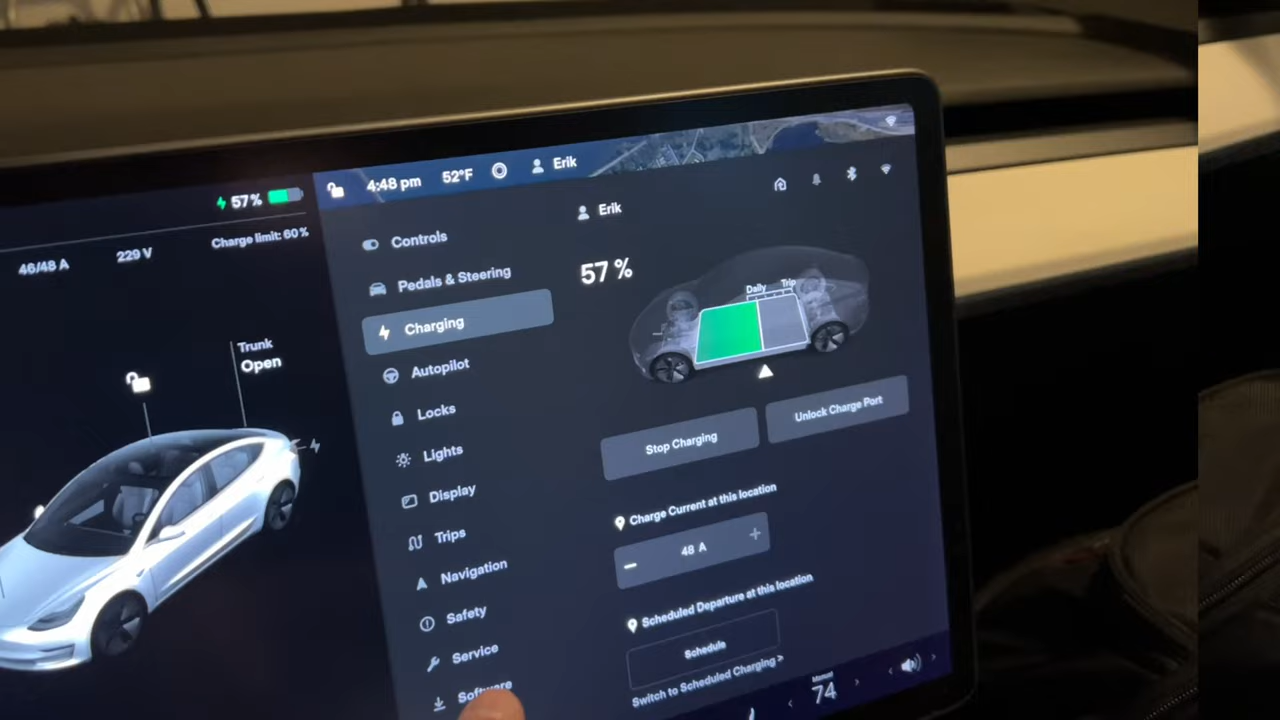 57%
46/48 A
229 V
Charge limit: 60%
Trunk
Open
4:48 pm
52°F
Erik
Controls
Pedals & Steering
Charging
Autopilot
Locks
Lights
Display
Trips
Navigation
Safety
Service
Software
Erik
57 %
Daily
Trip
Stop Charging
Unlock Charge Port
Charge Current at this location
48 A
Scheduled Departure at this location
Schedule
Switch to Scheduled Charging >
Manual
74